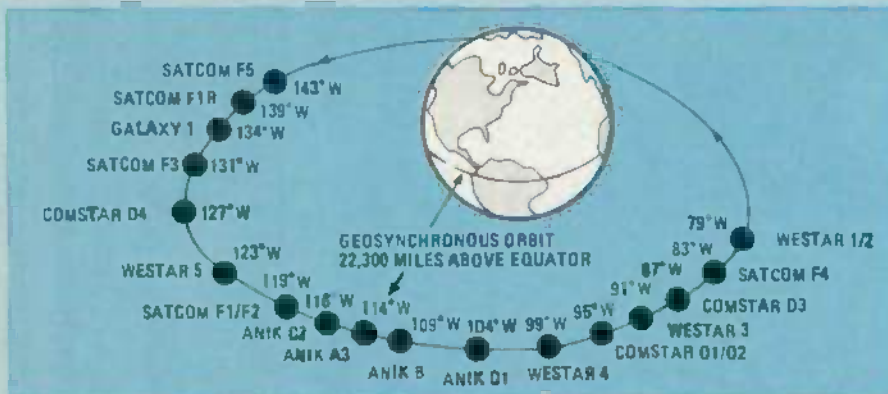 SATCOM F5
143°W
SATCOM F1R
139°W
GALAXY 1
134°W
SATCOM F3
131°W
COMSTAR D4
127°W
WESTAR 5
123°W
SATCOM F1/F2
119°W
ANIK C2
116°W
ANIK A3
114°W
ANIK B
109°W
ANIK D1
104°W
WESTAR 4
99°W
COMSTAR D1/D2
95°W
WESTAR 3
91°W
COMSTAR D3
87°W
SATCOM F4
83°W
WESTAR 1/2
79°W
GEOSYNCHRONOUS ORBIT
22,300 MILES ABOVE EQUATOR